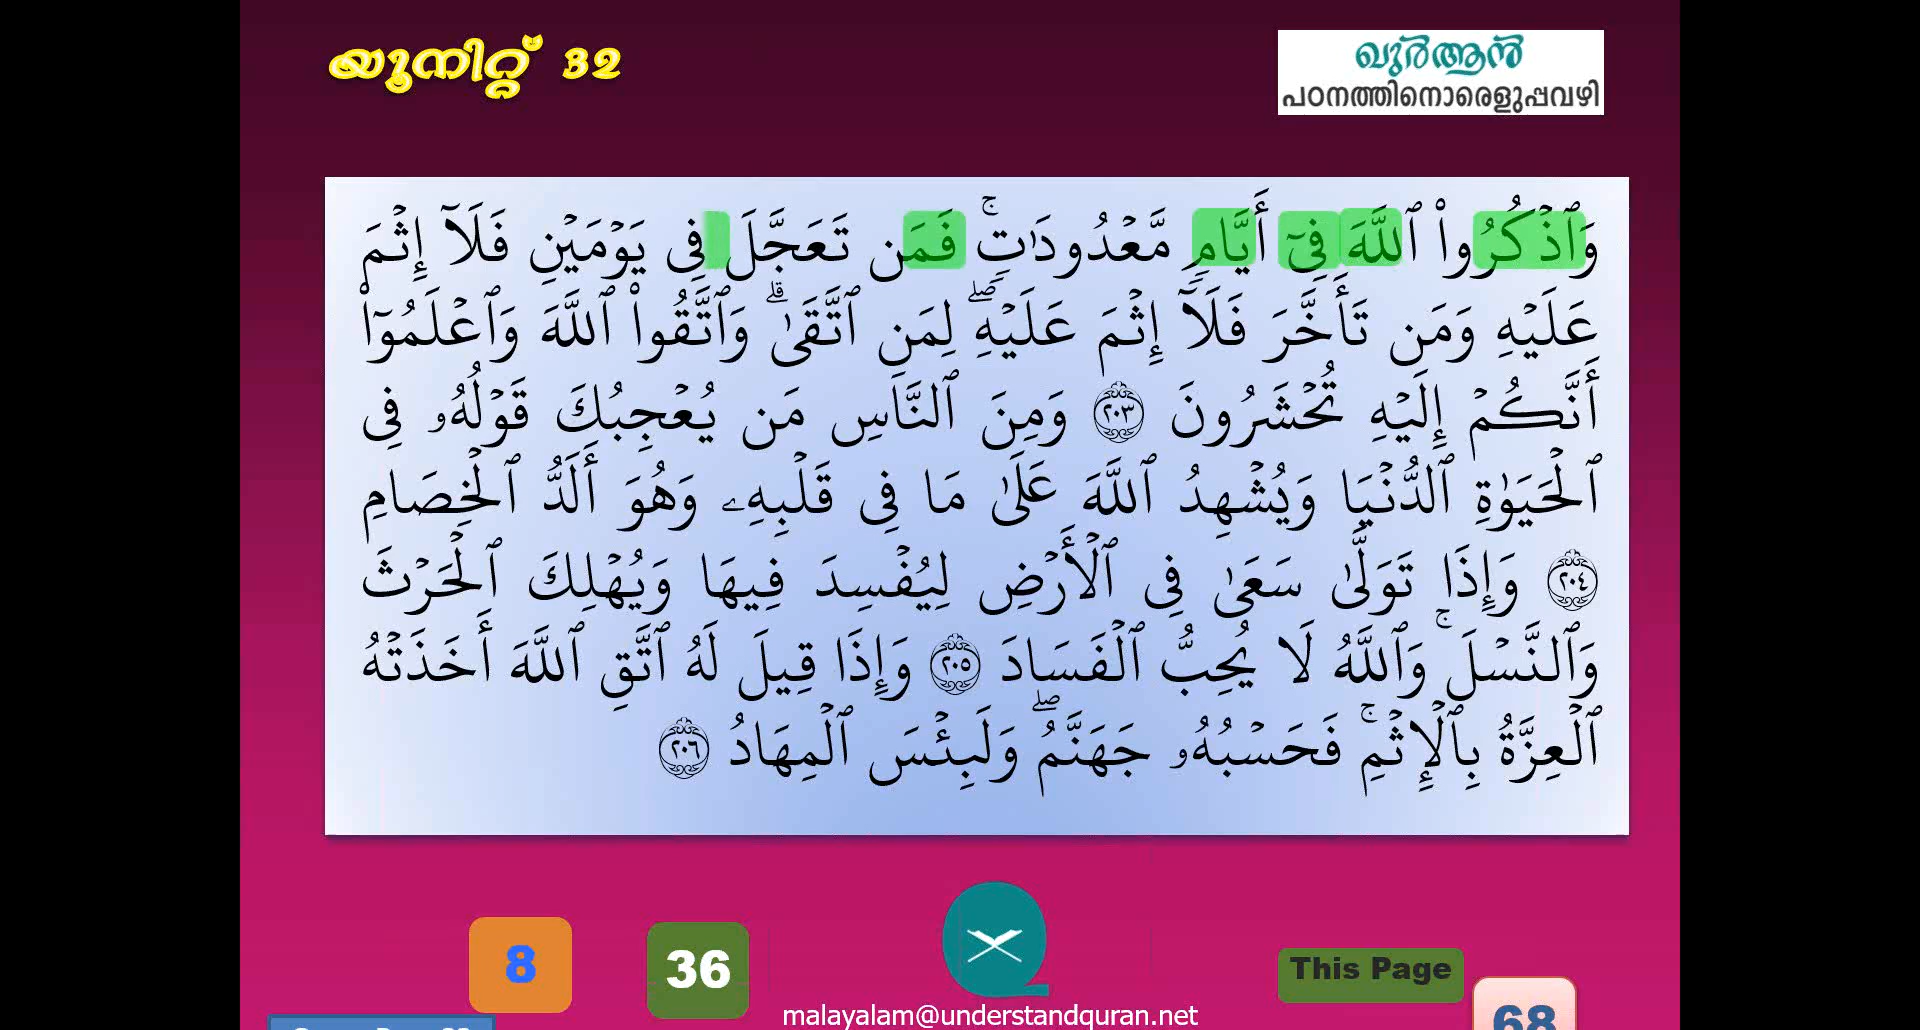 യൂനിറ്റ് 32
ഖുർആൻ
പഠനത്തിനൊരെളുപ്പവഴി
وَٱذۡكُرُواْ ٱللَّهَ فِيٓ أَيَّامٖ مَّعۡدُودَٰتٖۚ فَمَن تَعَجَّلَ فِي يَوۡمَيۡنِ فَلَآ إِثۡمَ
عَلَيۡهِ وَمَن تَأَخَّرَ فَلَآ إِثۡمَ عَلَيۡهِۖ لِمَنِ ٱتَّقَىٰۗ وَٱتَّقُواْ ٱللَّهَ وَٱعۡلَمُوٓاْ
أَنَّكُمۡ إِلَيۡهِ تُحۡشَرُونَ ٢٠٣ وَمِنَ ٱلنَّاسِ مَن يُعۡجِبُكَ قَوۡلُهُۥ فِي
ٱلۡحَيَوٰةِ ٱلدُّنۡيَا وَيُشۡهِدُ ٱللَّهَ عَلَىٰ مَا فِي قَلۡبِهِۦ وَهُوَ أَلَدُّ ٱلۡخِصَامِ
٢٠٤ وَإِذَا تَوَلَّىٰ سَعَىٰ فِي ٱلۡأَرۡضِ لِيُفۡسِدَ فِيهَا وَيُهۡلِكَ ٱلۡحَرۡثَ
وَٱلنَّسۡلَۚ وَٱللَّهُ لَا يُحِبُّ ٱلۡفَسَادَ ٢٠٥ وَإِذَا قِيلَ لَهُ ٱتَّقِ ٱللَّهَ أَخَذَتۡهُ
ٱلۡعِزَّةُ بِٱلۡإِثۡمِۚ فَحَسۡبُهُۥ جَهَنَّمُۖ وَلَبِئۡسَ ٱلۡمِهَادُ ٢٠٦
8
36
This Page
68
malayalam@understandquran.net